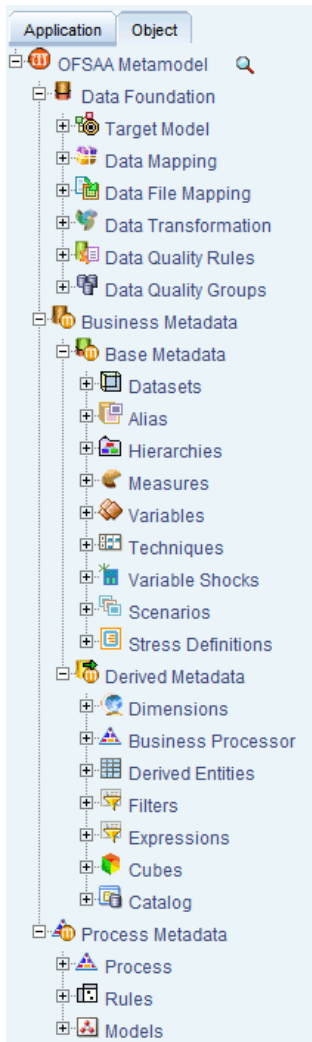 Application Object
OFSAA Metamodel
Data Foundation
Target Model
Data Mapping
Data File Mapping
Data Transformation
Data Quality Rules
Data Quality Groups
Business Metadata
Base Metadata
Datasets
Alias
Hierarchies
Measures
Variables
Techniques
Variable Shocks
Scenarios
Stress Definitions
Derived Metadata
Dimensions
Business Processor
Derived Entities
Filters
Expressions
Cubes
Catalog
Process Metadata
Process
Rules
Models